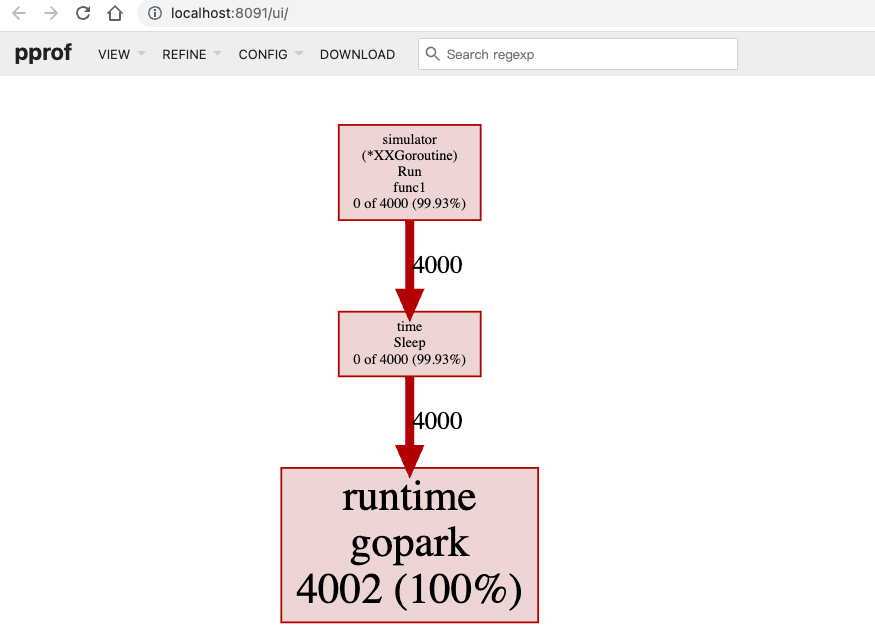 localhost:8091/ui/
pprof VIEW REFINE CONFIG DOWNLOAD Search regexp
simulator
(*XXGoroutine)
Run
func1
0 of 4000 (99.93%)
4000
time
Sleep
0 of 4000 (99.93%)
4000
runtime
gopark
4002 (100%)